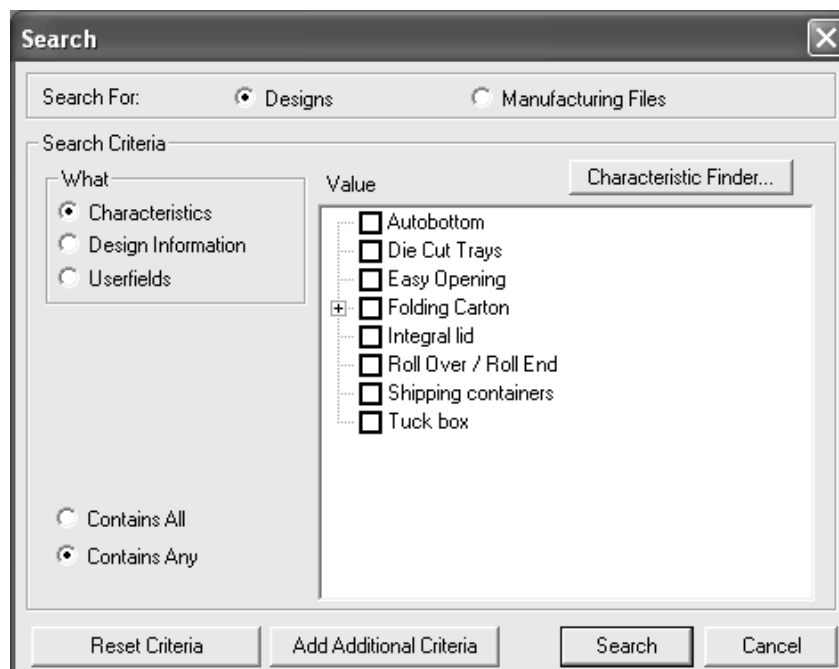 Search
Search For: Designs Manufacturing Files
Search Criteria
What
Characteristics
Design Information
Userfields
Contains All
Contains Any
Value
Characteristic Finder...
Autobottom
Die Cut Trays
Easy Opening
Folding Carton
Integral lid
Roll Over / Roll End
Shipping containers
Tuck box
Reset Criteria Add Additional Criteria Search Cancel